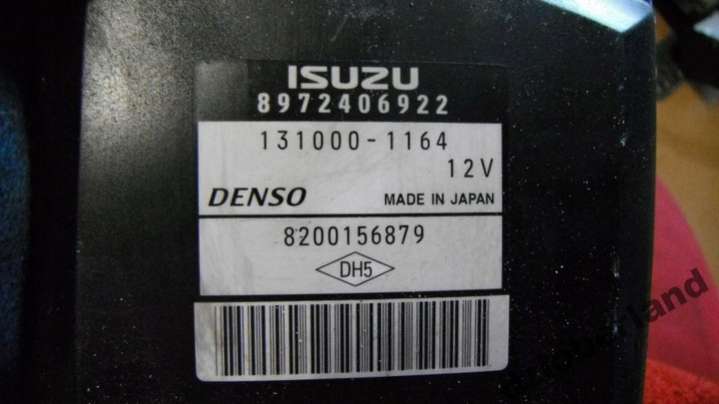 ISUZU
8972406922
131000-1164
12V
DENSO MADE IN JAPAN
8200156879
DH5